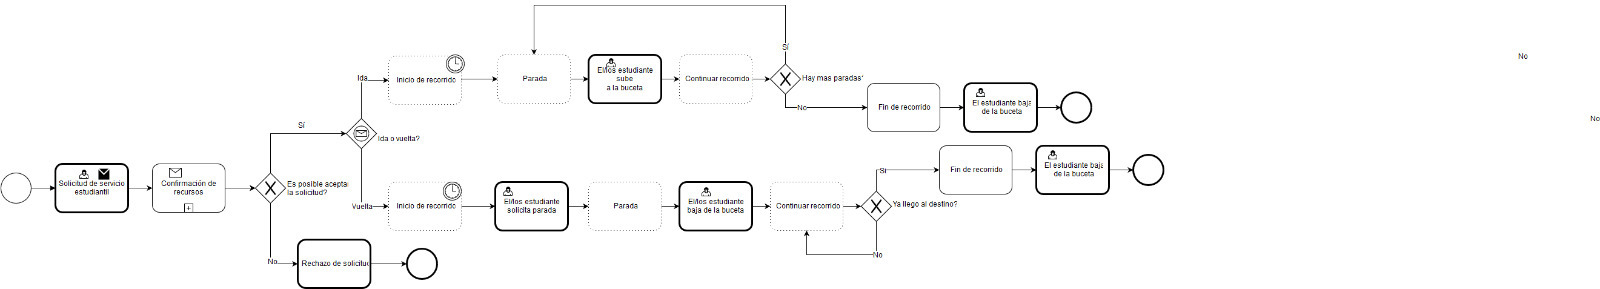 Sí
No
Ida
Inicio de recorrido
Parada
El/los estudiante
sube
a la buceta
Continuar recorrido
Hay mas paradas?
No
Fin de recorrido
El estudiante baja
de la buceta
No
Sí
Ida o vuelta?
Solicitud de servicio
estudiantil
Confirmación de
recursos
Es posible aceptar
la solicitud?
Vuelta
Inicio de recorrido
El/los estudiante
solicita parada
Parada
El/los estudiante
baja de la buceta
Continuar recorrido
Ya llego al destino?
Si
Fin de recorrido
El estudiante baja
de la buceta
No
No
Rechazo de solicitud